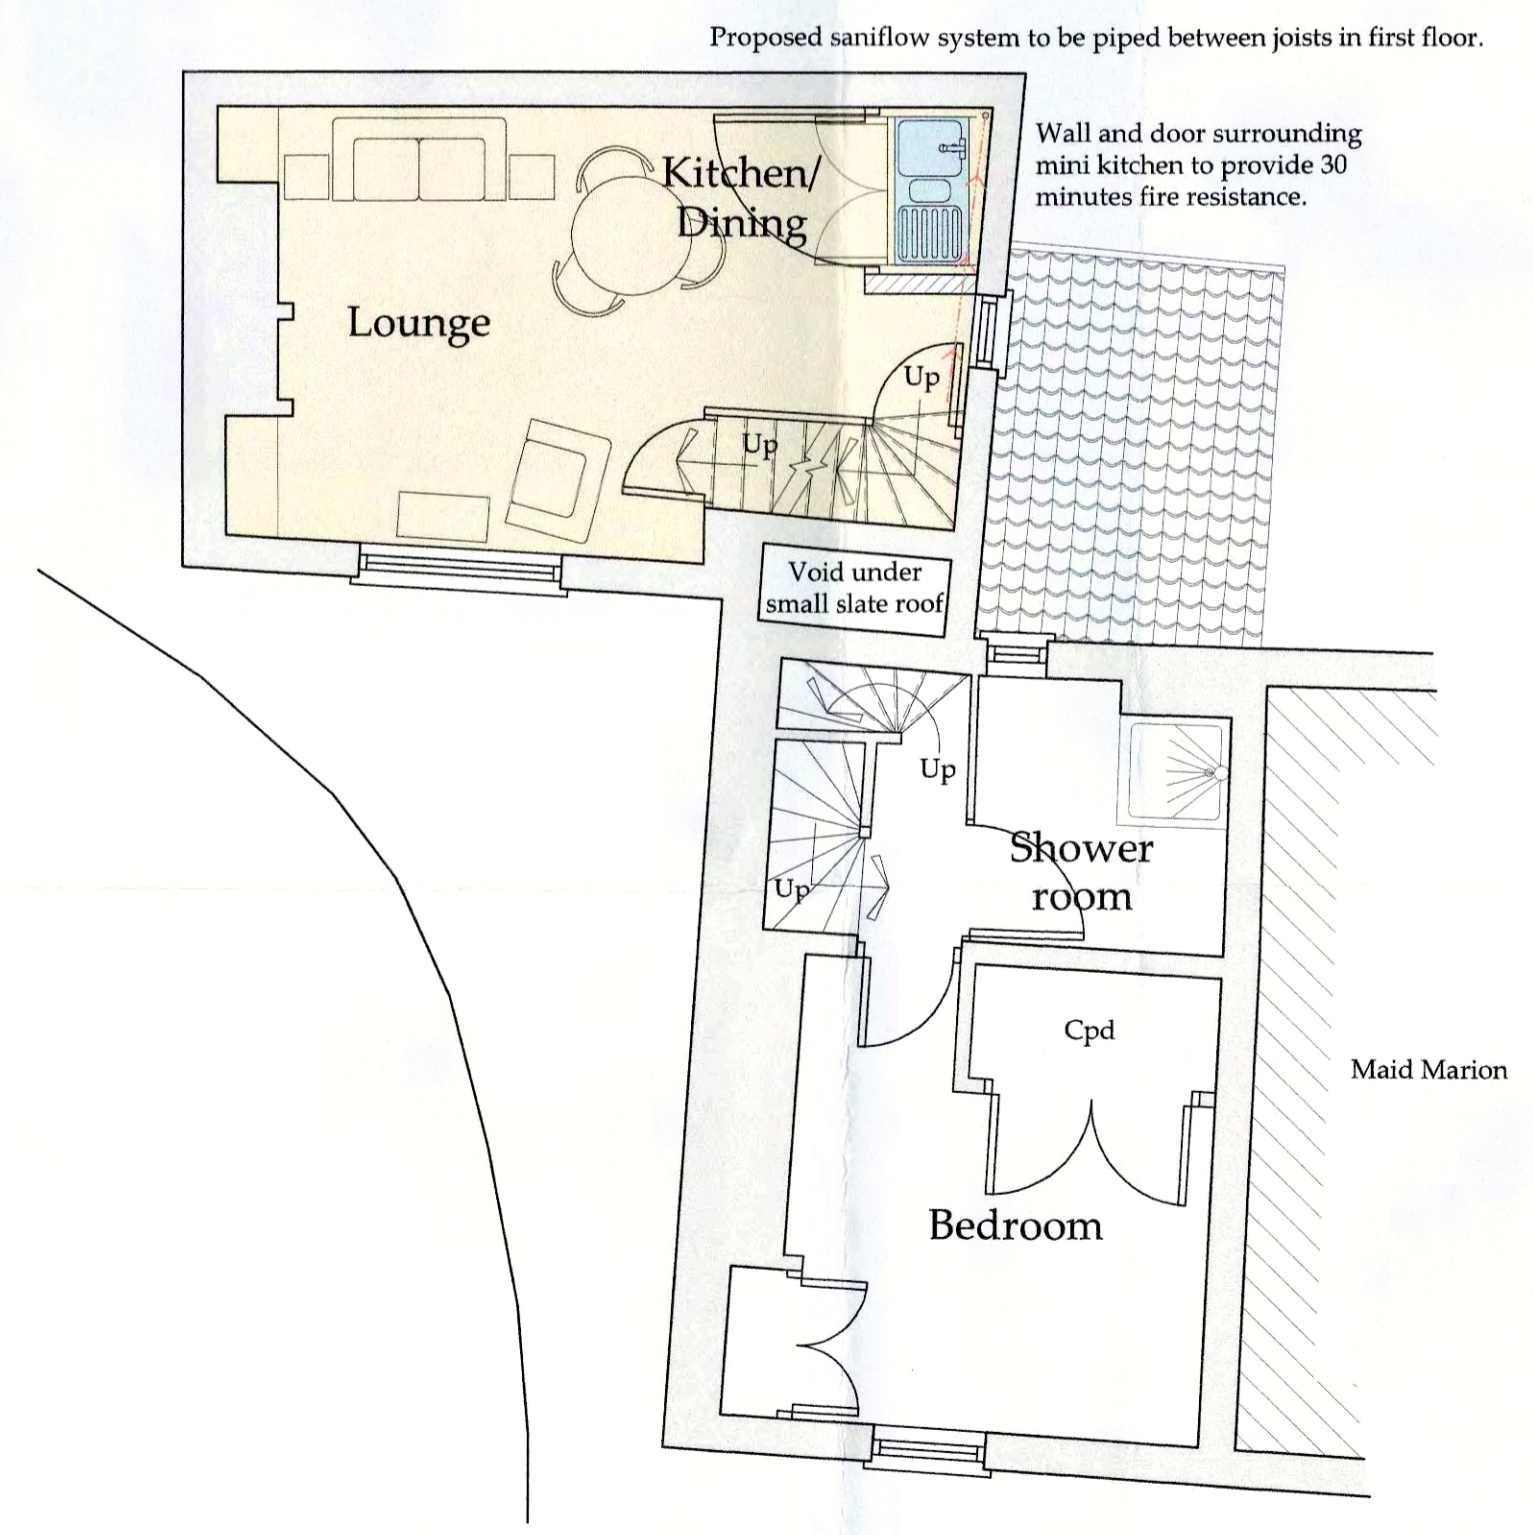 Proposed saniflow system to be piped between joists in first floor.
Wall and door surrounding
mini kitchen to provide 30
minutes fire resistance.
Kitchen/
Dining
Lounge
Up
Up
Void under
small slate roof
Up
Shower
room
Up
Cpd
Maid Marion
Bedroom